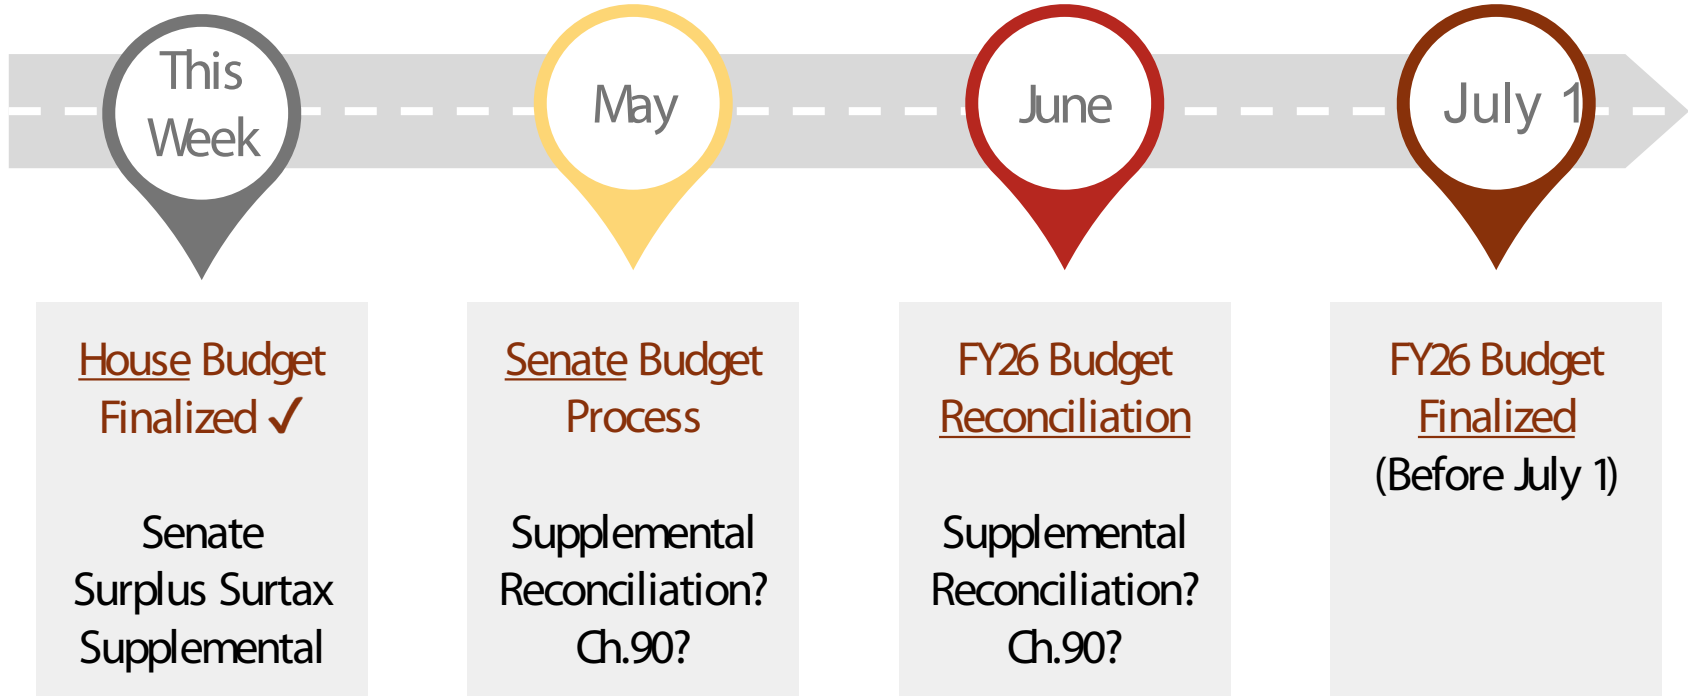 This
Week
May
June
July 1
House Budget
Finalized ✓
Senate
Surplus Surtax
Supplemental
Senate Budget
Process
Supplemental
Reconciliation?
Ch.90?
FY26 Budget
Reconciliation
Supplemental
Reconciliation?
Ch.90?
FY26 Budget
Finalized
(Before July 1)